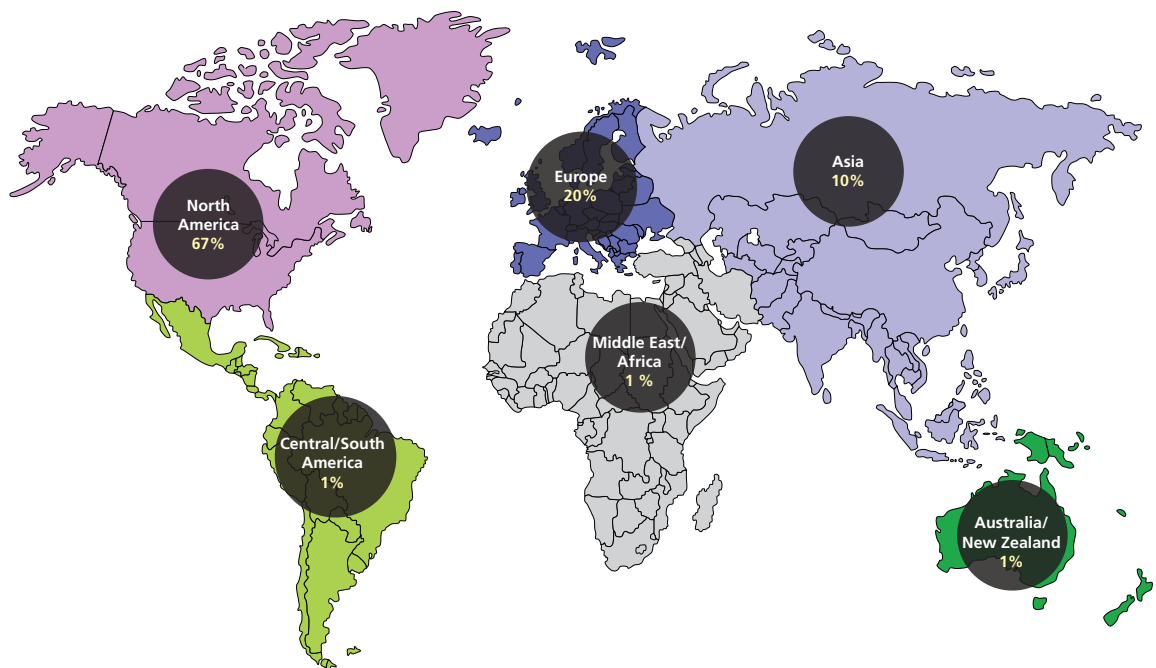 North
America
67%
Europe
20%
Asia
10%
Middle East/
Africa
1 %
Central/South
America
1%
Australia/
New Zealand
1%